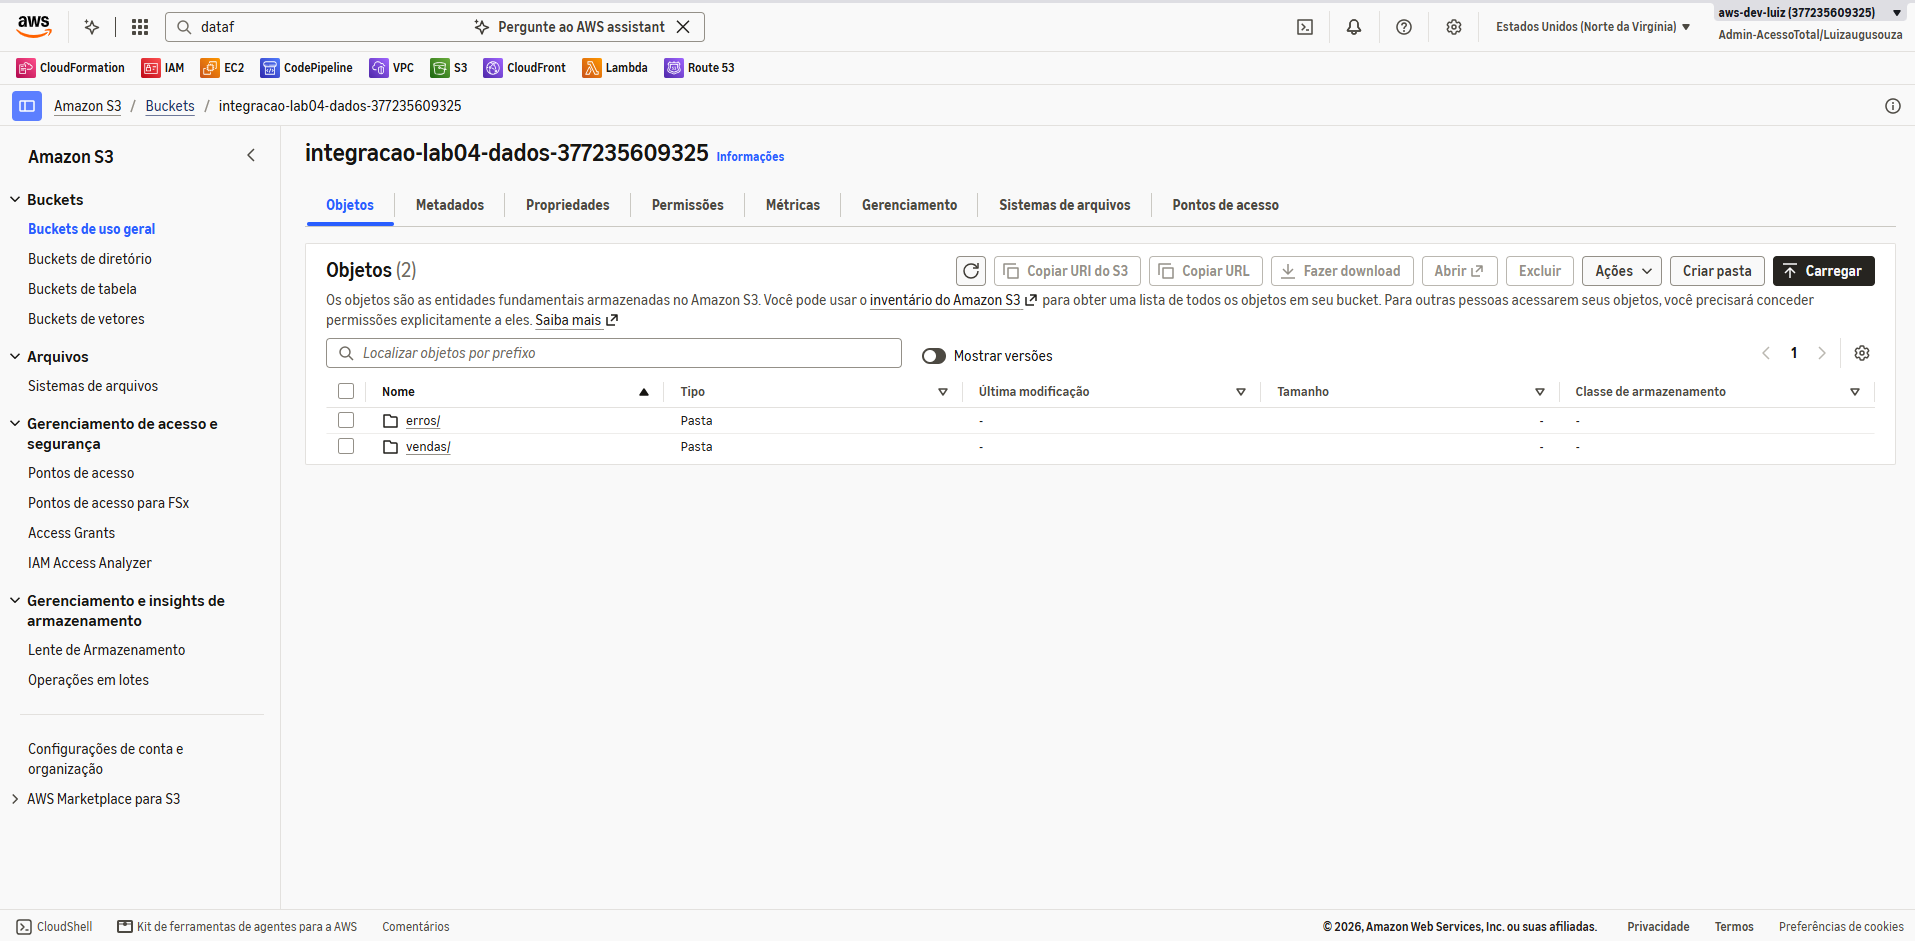 aws
dataf
Pergunte ao AWS assistant
Estados Unidos (Norte da Virgínia)
aws-dev-luiz (377235609325)
Admin-AcessoTotal/Luizaugusouza
CloudFormation IAM EC2 CodePipeline VPC S3 CloudFront Lambda Route 53
Amazon S3 / Buckets / integracao-lab04-dados-377235609325
Amazon S3
Buckets
Buckets de uso geral
Buckets de diretório
Buckets de tabela
Buckets de vetores
Arquivos
Sistemas de arquivos
Gerenciamento de acesso e
segurança
Pontos de acesso
Pontos de acesso para FSx
Access Grants
IAM Access Analyzer
Gerenciamento e insights de
armazenamento
Lente de Armazenamento
Operações em lotes
Configurações de conta e
organização
AWS Marketplace para S3
integracao-lab04-dados-377235609325 Informações
Objetos Metadados Propriedades Permissões Métricas Gerenciamento Sistemas de arquivos Pontos de acesso
Objetos (2)
Copiar URI do S3 Copiar URL Fazer download Abrir Excluir Ações Criar pasta Carregar
Os objetos são as entidades fundamentais armazenadas no Amazon S3. Você pode usar o inventário do Amazon S3 para obter uma lista de todos os objetos em seu bucket. Para outras pessoas acessarem seus objetos, você precisará conceder
permissões explicitamente a eles. Saiba mais
Localizar objetos por prefixo
Mostrar versões
1
Nome Tipo Última modificação Tamanho Classe de armazenamento
erros/ Pasta - - -
vendas/ Pasta - - -
CloudShell Kit de ferramentas de agentes para a AWS Comentários
© 2026, Amazon Web Services, Inc. ou suas afiliadas. Privacidade Termos Preferências de cookies